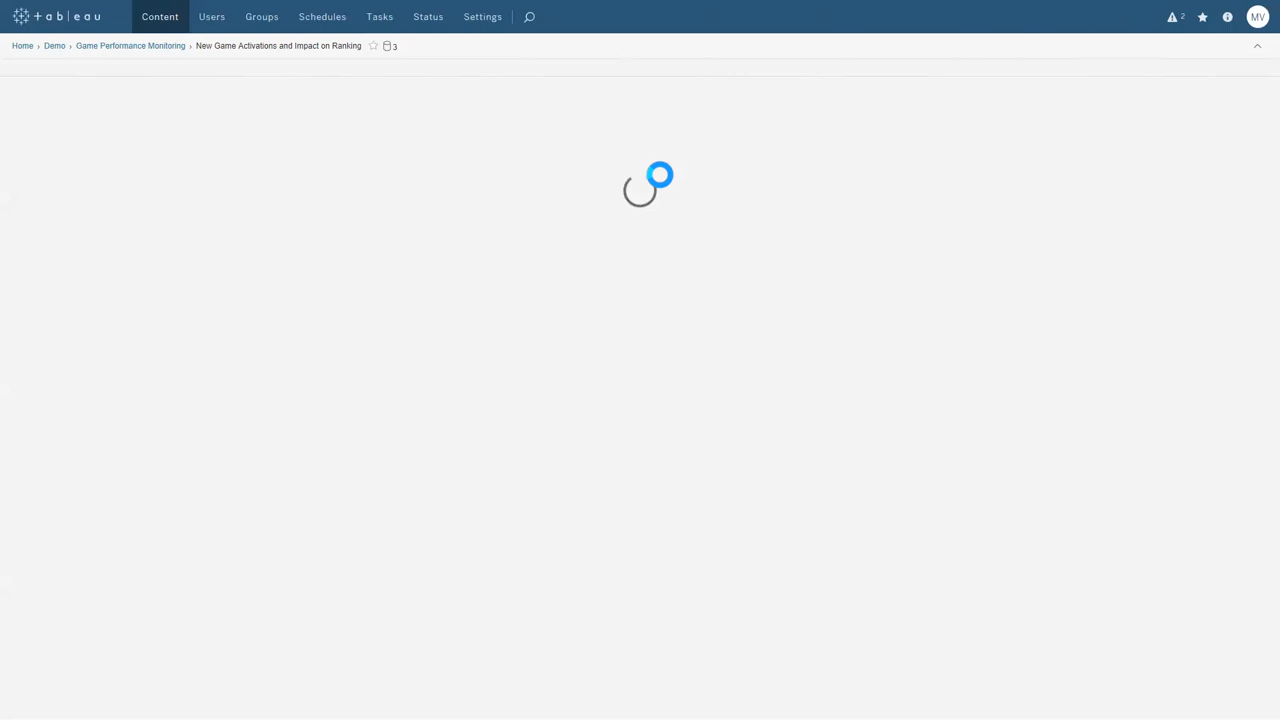 tableau Content Users Groups Schedules Tasks Status Settings 2 MV
Home › Demo › Game Performance Monitoring › New Game Activations and Impact on Ranking 3